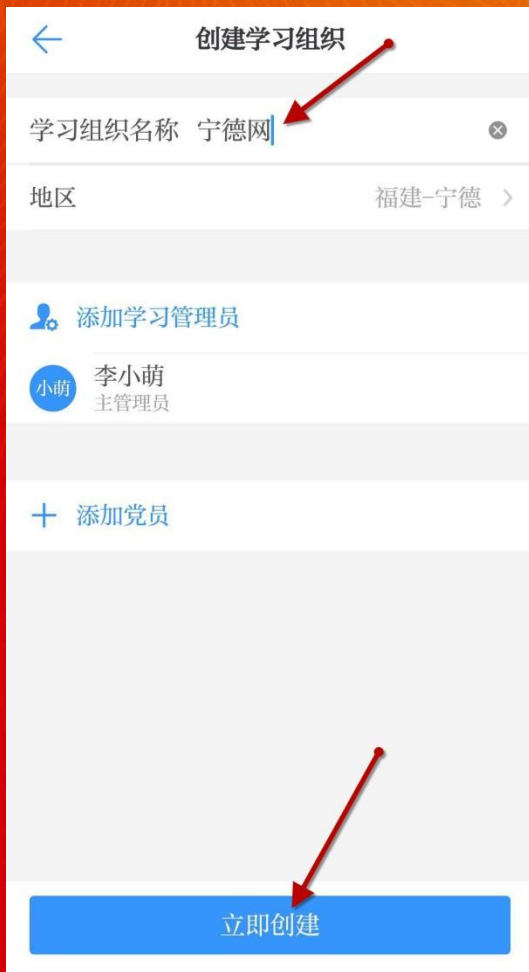 创建学习组织
学习组织名称 宁德网
地区 福建-宁德
添加学习管理员
小萌 李小萌
主管理员
添加党员
立即创建